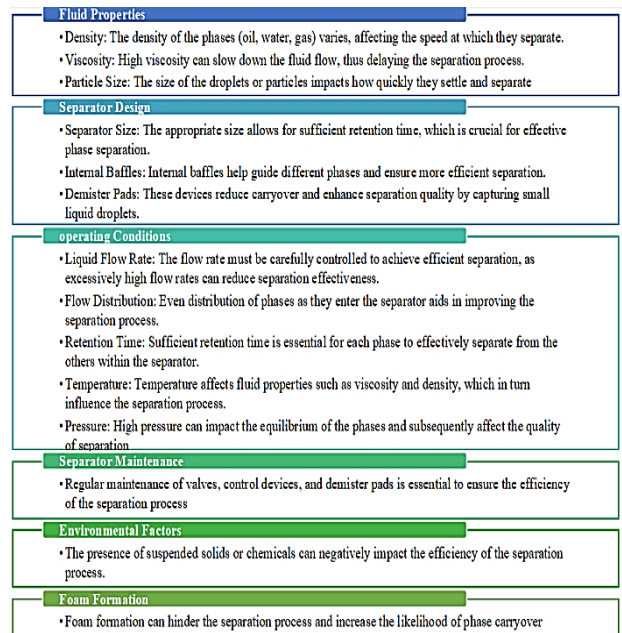 Fluid Properties
•Density: The density of the phases (oil, water, gas) varies, affecting the speed at which they separate.
•Viscosity: High viscosity can slow down the fluid flow, thus delaying the separation process.
•Particle Size: The size of the droplets or particles impacts how quickly they settle and separate
Separator Design
•Separator Size: The appropriate size allows for sufficient retention time, which is crucial for effective
phase separation.
•Internal Baffles: Internal baffles help guide different phases and ensure more efficient separation.
•Demister Pads: These devices reduce carryover and enhance separation quality by capturing small
liquid droplets.
operating Conditions
•Liquid Flow Rate: The flow rate must be carefully controlled to achieve efficient separation, as
excessively high flow rates can reduce separation effectiveness.
•Flow Distribution: Even distribution of phases as they enter the separator aids in improving the
separation process.
•Retention Time: Sufficient retention time is essential for each phase to effectively separate from the
others within the separator.
•Temperature: Temperature affects fluid properties such as viscosity and density, which in turn
influence the separation process.
•Pressure: High pressure can impact the equilibrium of the phases and subsequently affect the quality
of separation
Separator Maintenance
•Regular maintenance of valves, control devices, and demister pads is essential to ensure the efficiency
of the separation process
Environmental Factors
•The presence of suspended solids or chemicals can negatively impact the efficiency of the separation
process.
Foam Formation
•Foam formation can hinder the separation process and increase the likelihood of phase carryover